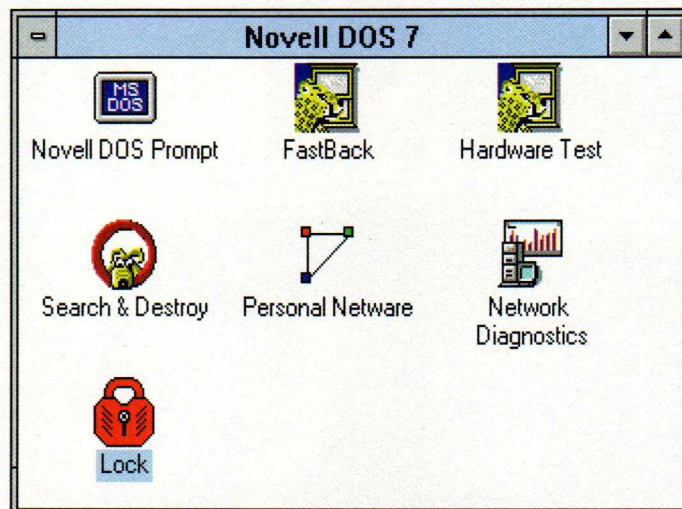 Novell DOS 7
MS
DOS
Novell DOS Prompt
FastBack
Hardware Test
Search & Destroy
Personal Netware
Network
Diagnostics
Lock